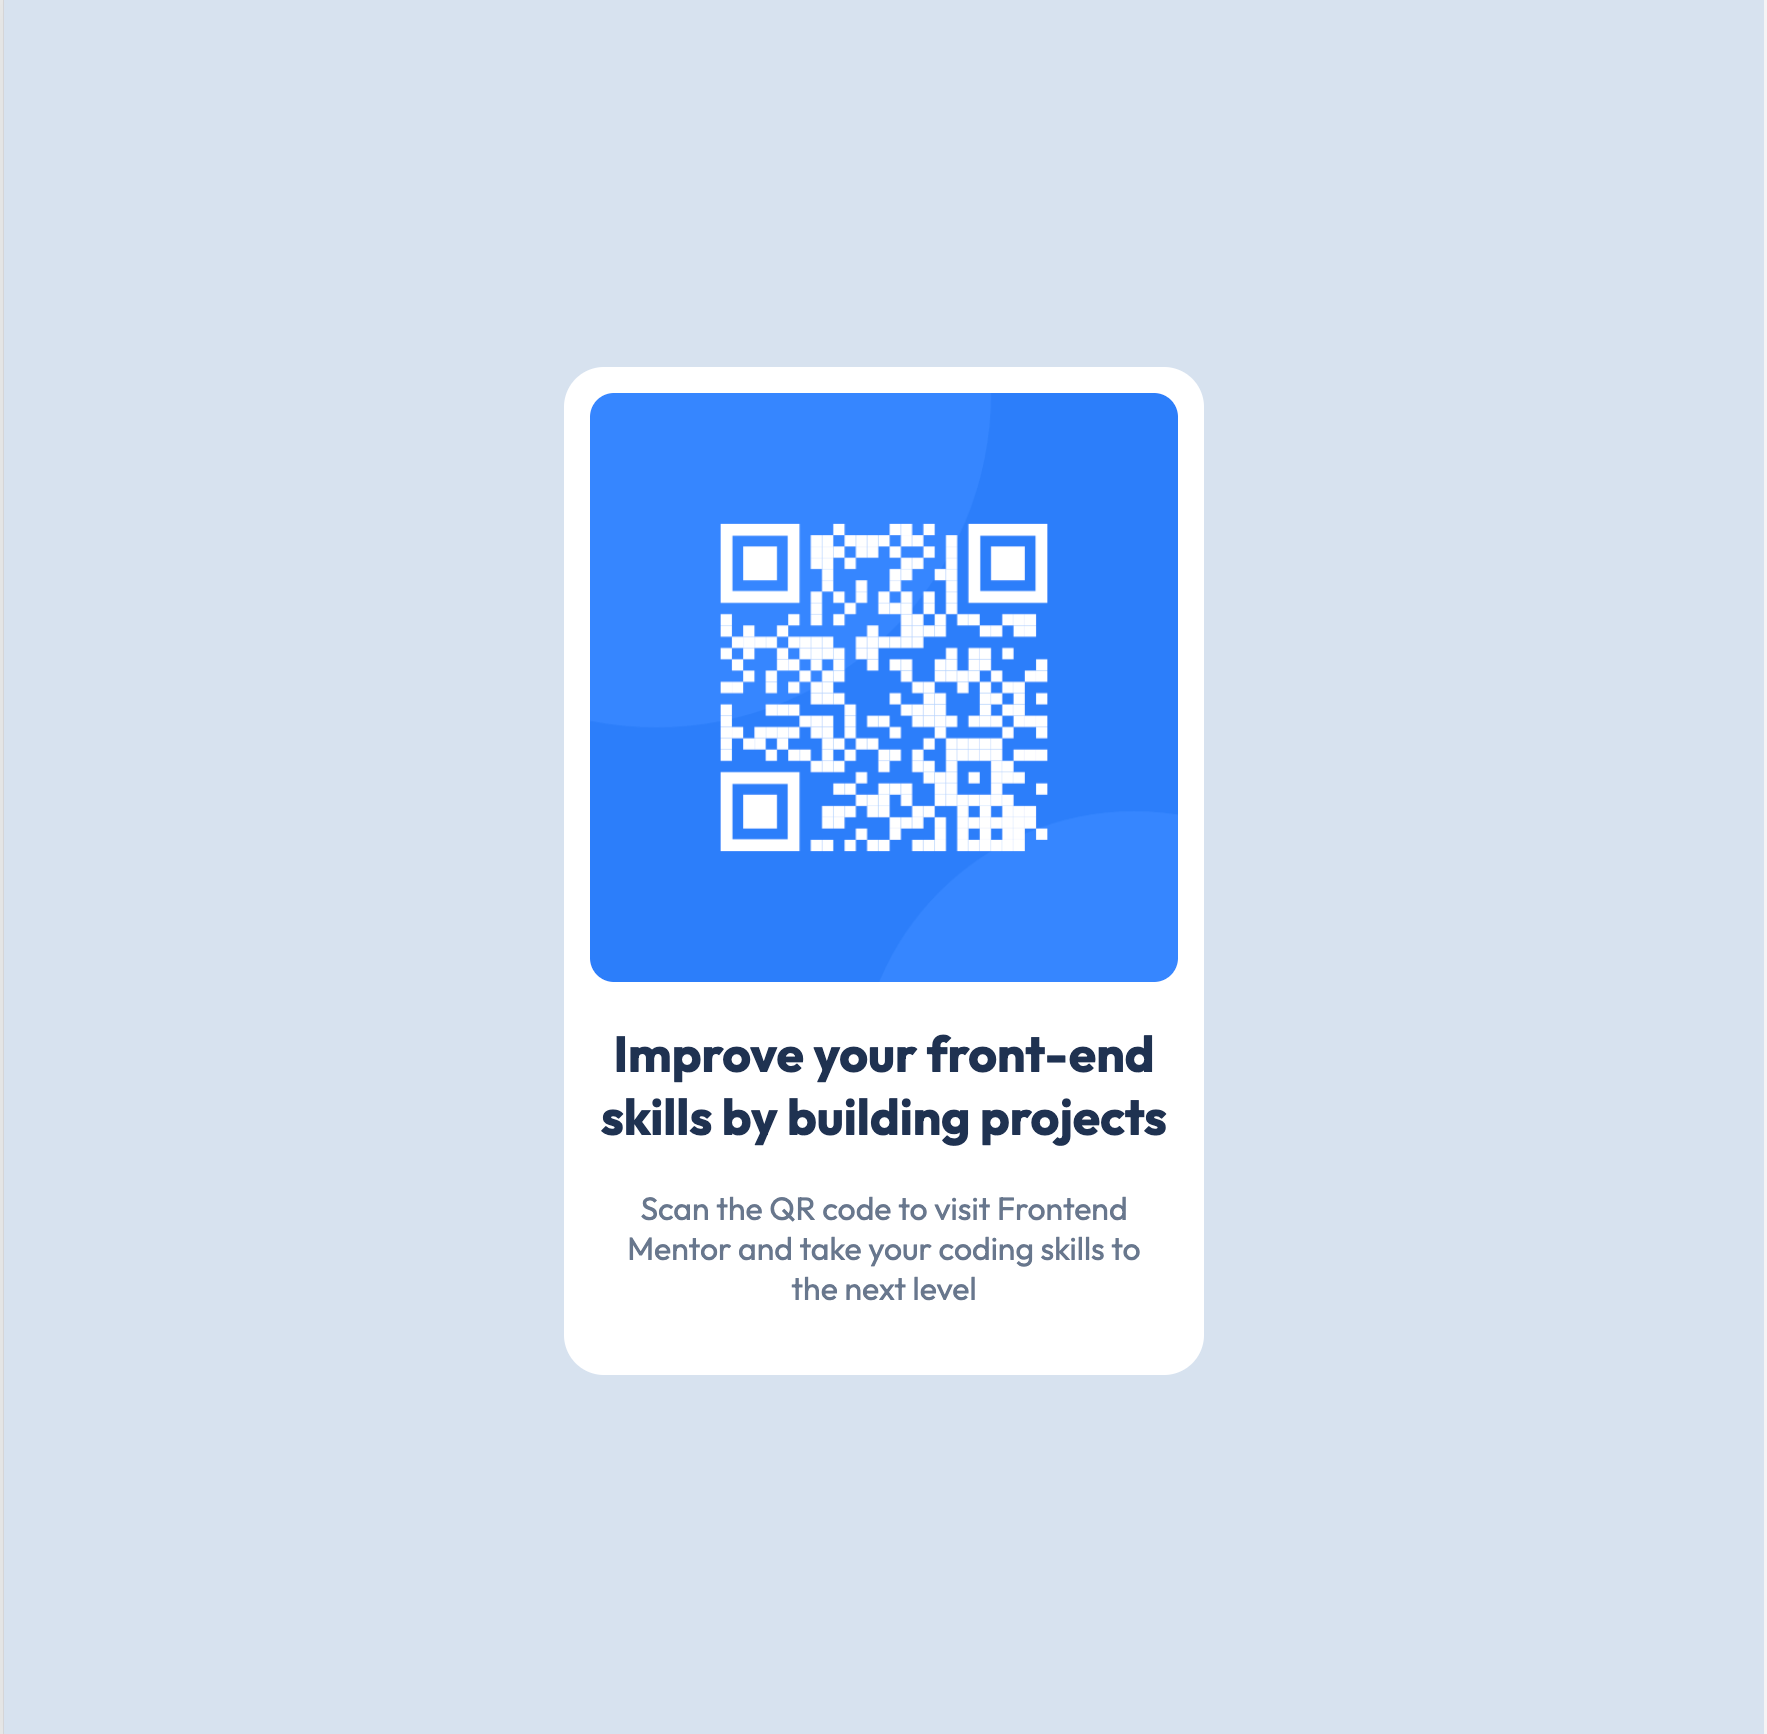 Improve your front-end
skills by building projects
Scan the QR code to visit Frontend
Mentor and take your coding skills to
the next level